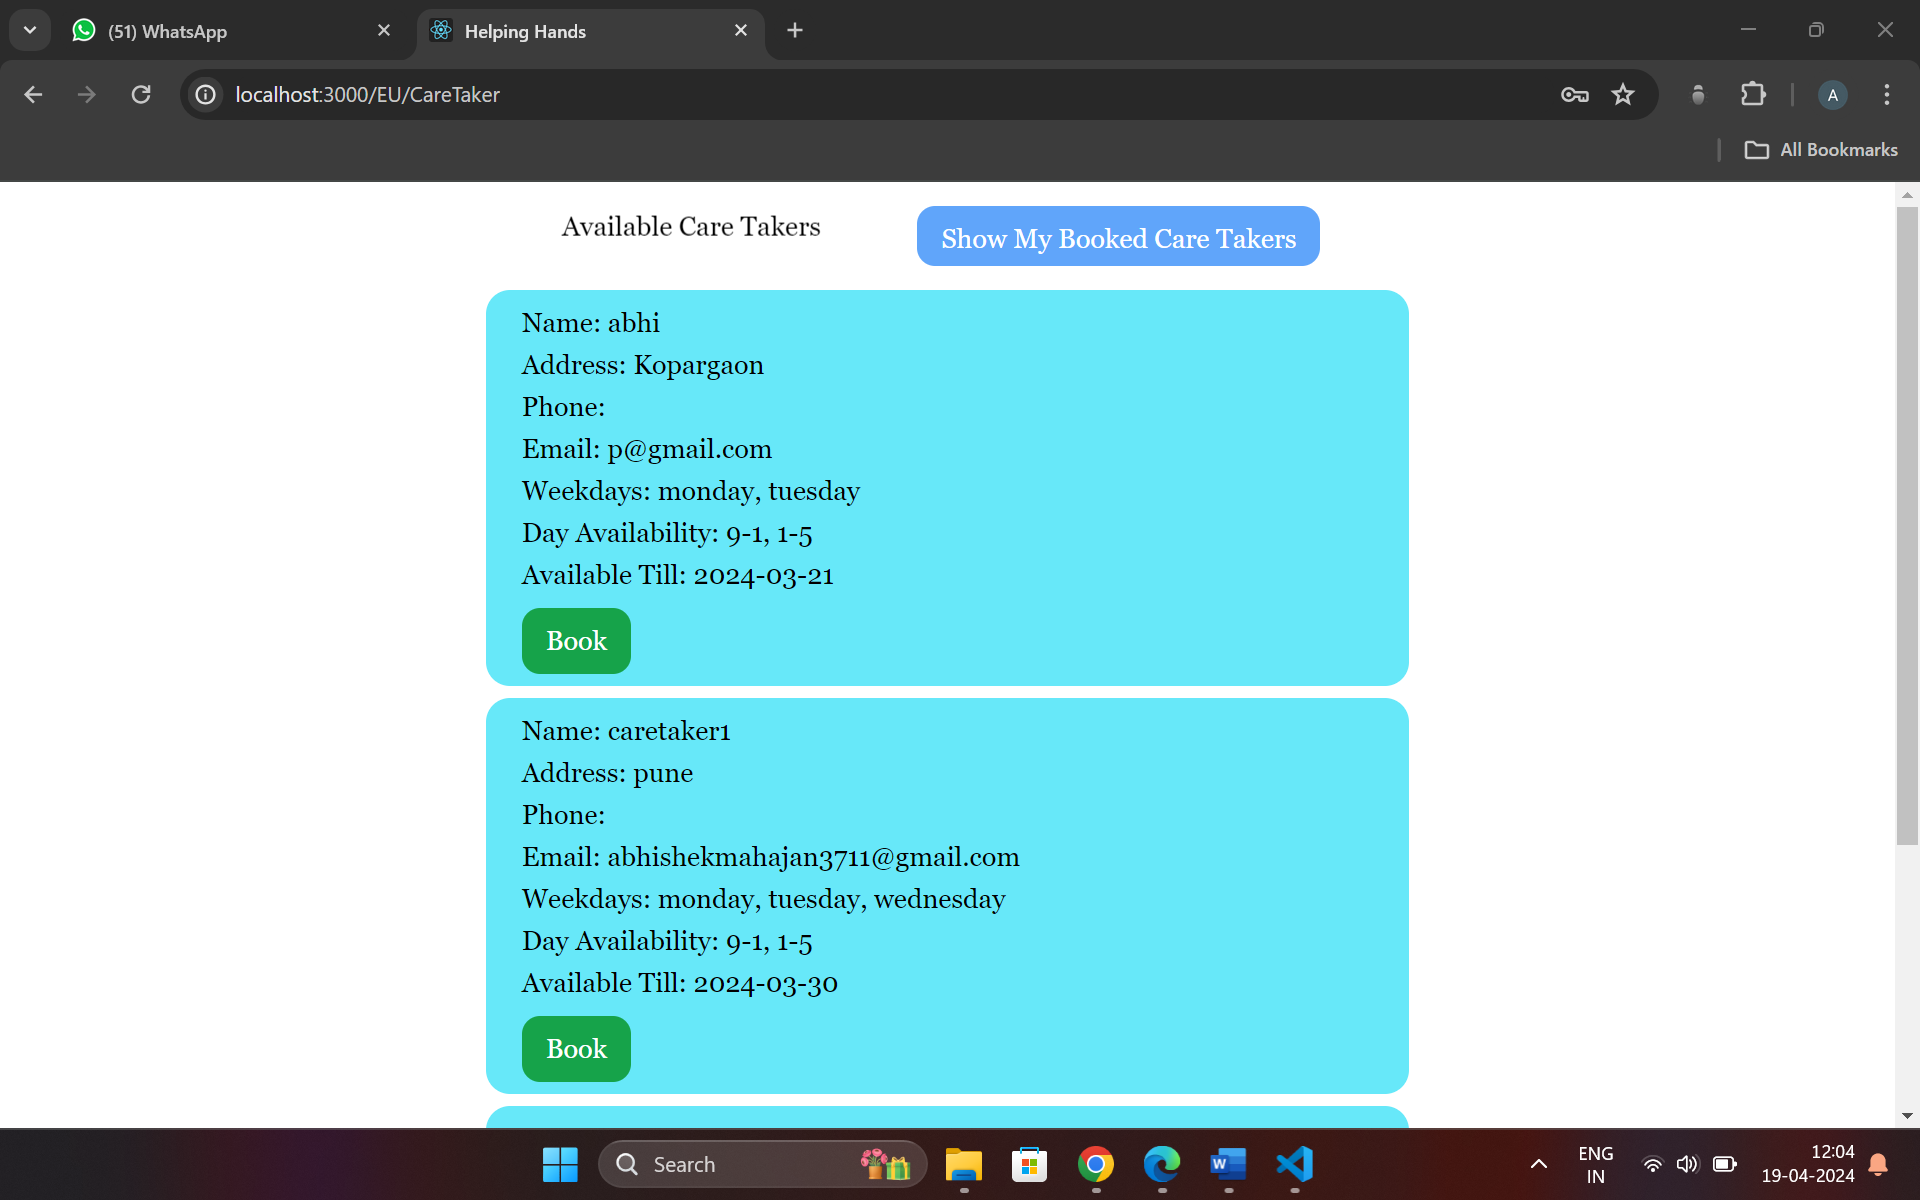 (51) WhatsApp
Helping Hands
localhost:3000/EU/CareTaker
A
All Bookmarks
Available Care Takers
Show My Booked Care Takers
Name: abhi
Address: Kopargaon
Phone:
Email: p@gmail.com
Weekdays: monday, tuesday
Day Availability: 9-1, 1-5
Available Till: 2024-03-21
Book
Name: caretaker1
Address: pune
Phone:
Email: abhishekmahajan3711@gmail.com
Weekdays: monday, tuesday, wednesday
Day Availability: 9-1, 1-5
Available Till: 2024-03-30
Book
Search
W
ENG
IN
12:04
19-04-2024